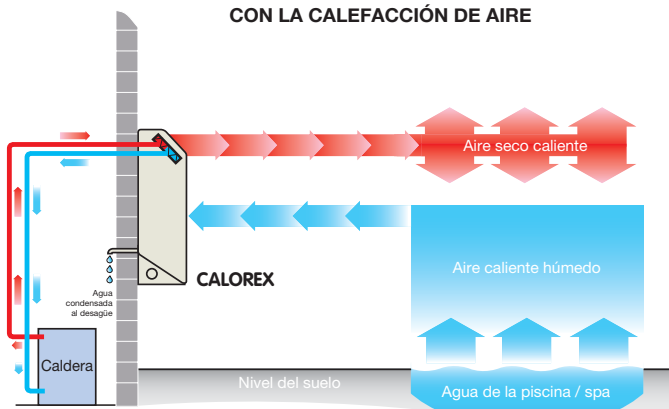 CON LA CALEFACCIÓN DE AIRE
Aire seco caliente
Aire caliente húmedo
CALOREX
Agua
condensada
al desagüe
Caldera
Nivel del suelo
Agua de la piscina / spa